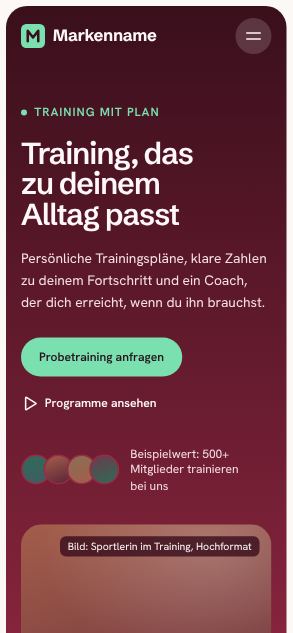 M Markenname
TRAINING MIT PLAN
Training, das
zu deinem
Alltag passt
Persönliche Trainingspläne, klare Zahlen
zu deinem Fortschritt und ein Coach,
der dich erreicht, wenn du ihn brauchst.
Probetraining anfragen
Programme ansehen
Beispielwert: 500+
Mitglieder trainieren
bei uns
Bild: Sportlerin im Training, Hochformat